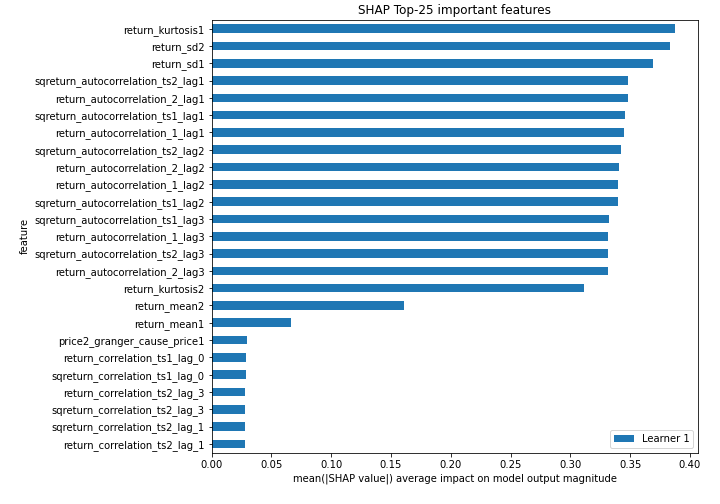 SHAP Top-25 important features
return_kurtosis1
return_sd2
return_sd1
sqreturn_autocorrelation_ts2_lag1
return_autocorrelation_2_lag1
sqreturn_autocorrelation_ts1_lag1
return_autocorrelation_1_lag1
sqreturn_autocorrelation_ts2_lag2
return_autocorrelation_2_lag2
return_autocorrelation_1_lag2
sqreturn_autocorrelation_ts1_lag2
sqreturn_autocorrelation_ts1_lag3
return_autocorrelation_1_lag3
sqreturn_autocorrelation_ts2_lag3
return_autocorrelation_2_lag3
return_kurtosis2
return_mean2
return_mean1
price2_granger_cause_price1
return_correlation_ts1_lag_0
sqreturn_correlation_ts1_lag_0
return_correlation_ts2_lag_3
sqreturn_correlation_ts2_lag_3
sqreturn_correlation_ts2_lag_1
return_correlation_ts2_lag_1
feature
Learner 1
0.00 0.05 0.10 0.15 0.20 0.25 0.30 0.35 0.40
mean(|SHAP value|) average impact on model output magnitude